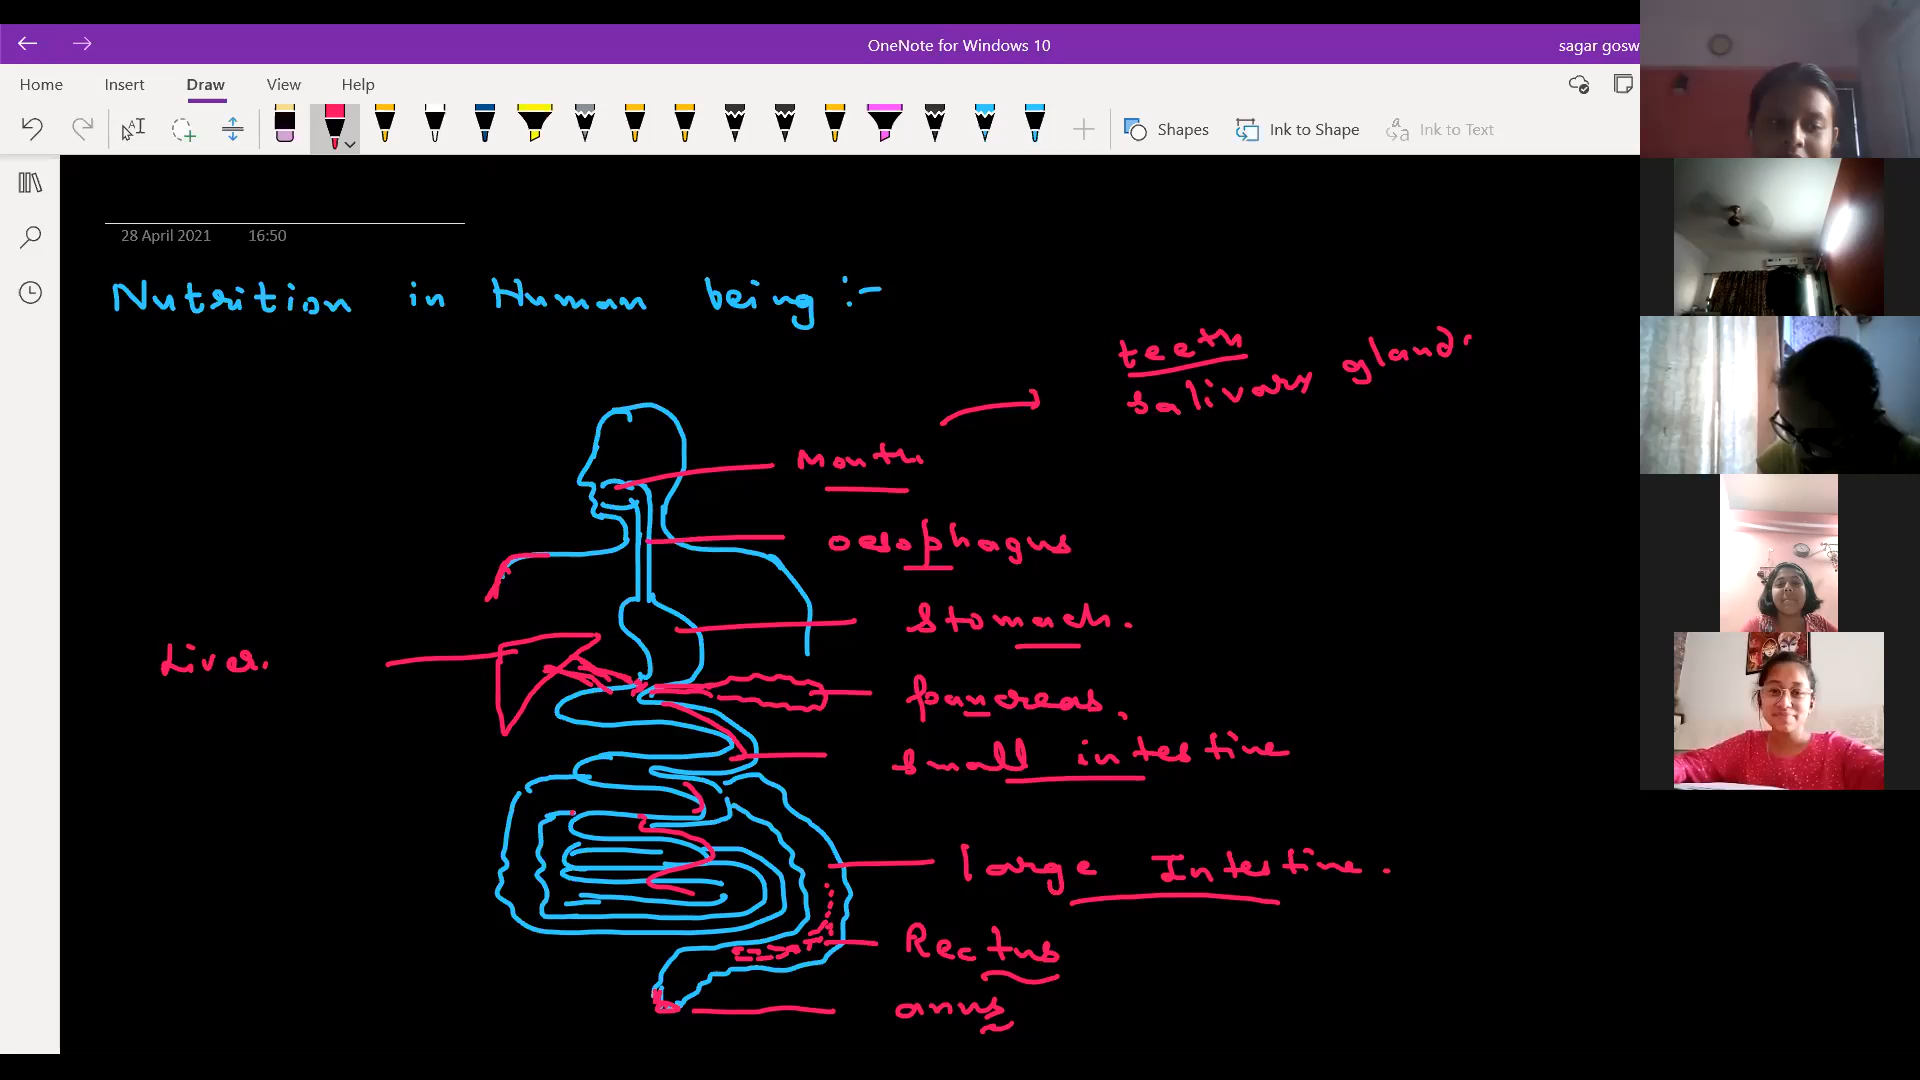 OneNote for Windows 10
sagar gosw
Home Insert Draw View Help
Shapes Ink to Shape Ink to Text
28 April 2021 16:50
Nutrition in Human being :-
teeth
salivary gland.
Mouth.
oesophagus
Stomach.
Liver.
pancreas,
small intestine
large Intestine.
Rectus
anus